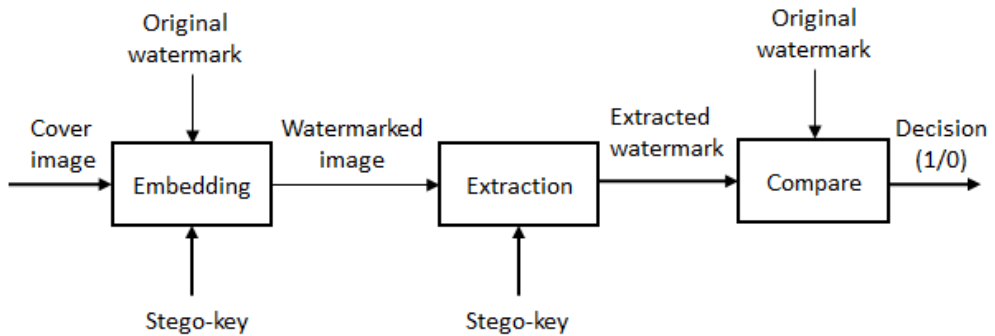 Original
watermark
Original
watermark
Cover
image
Watermarked
image
Extracted
watermark
Decision
(1/0)
Embedding
Extraction
Compare
Stego-key
Stego-key